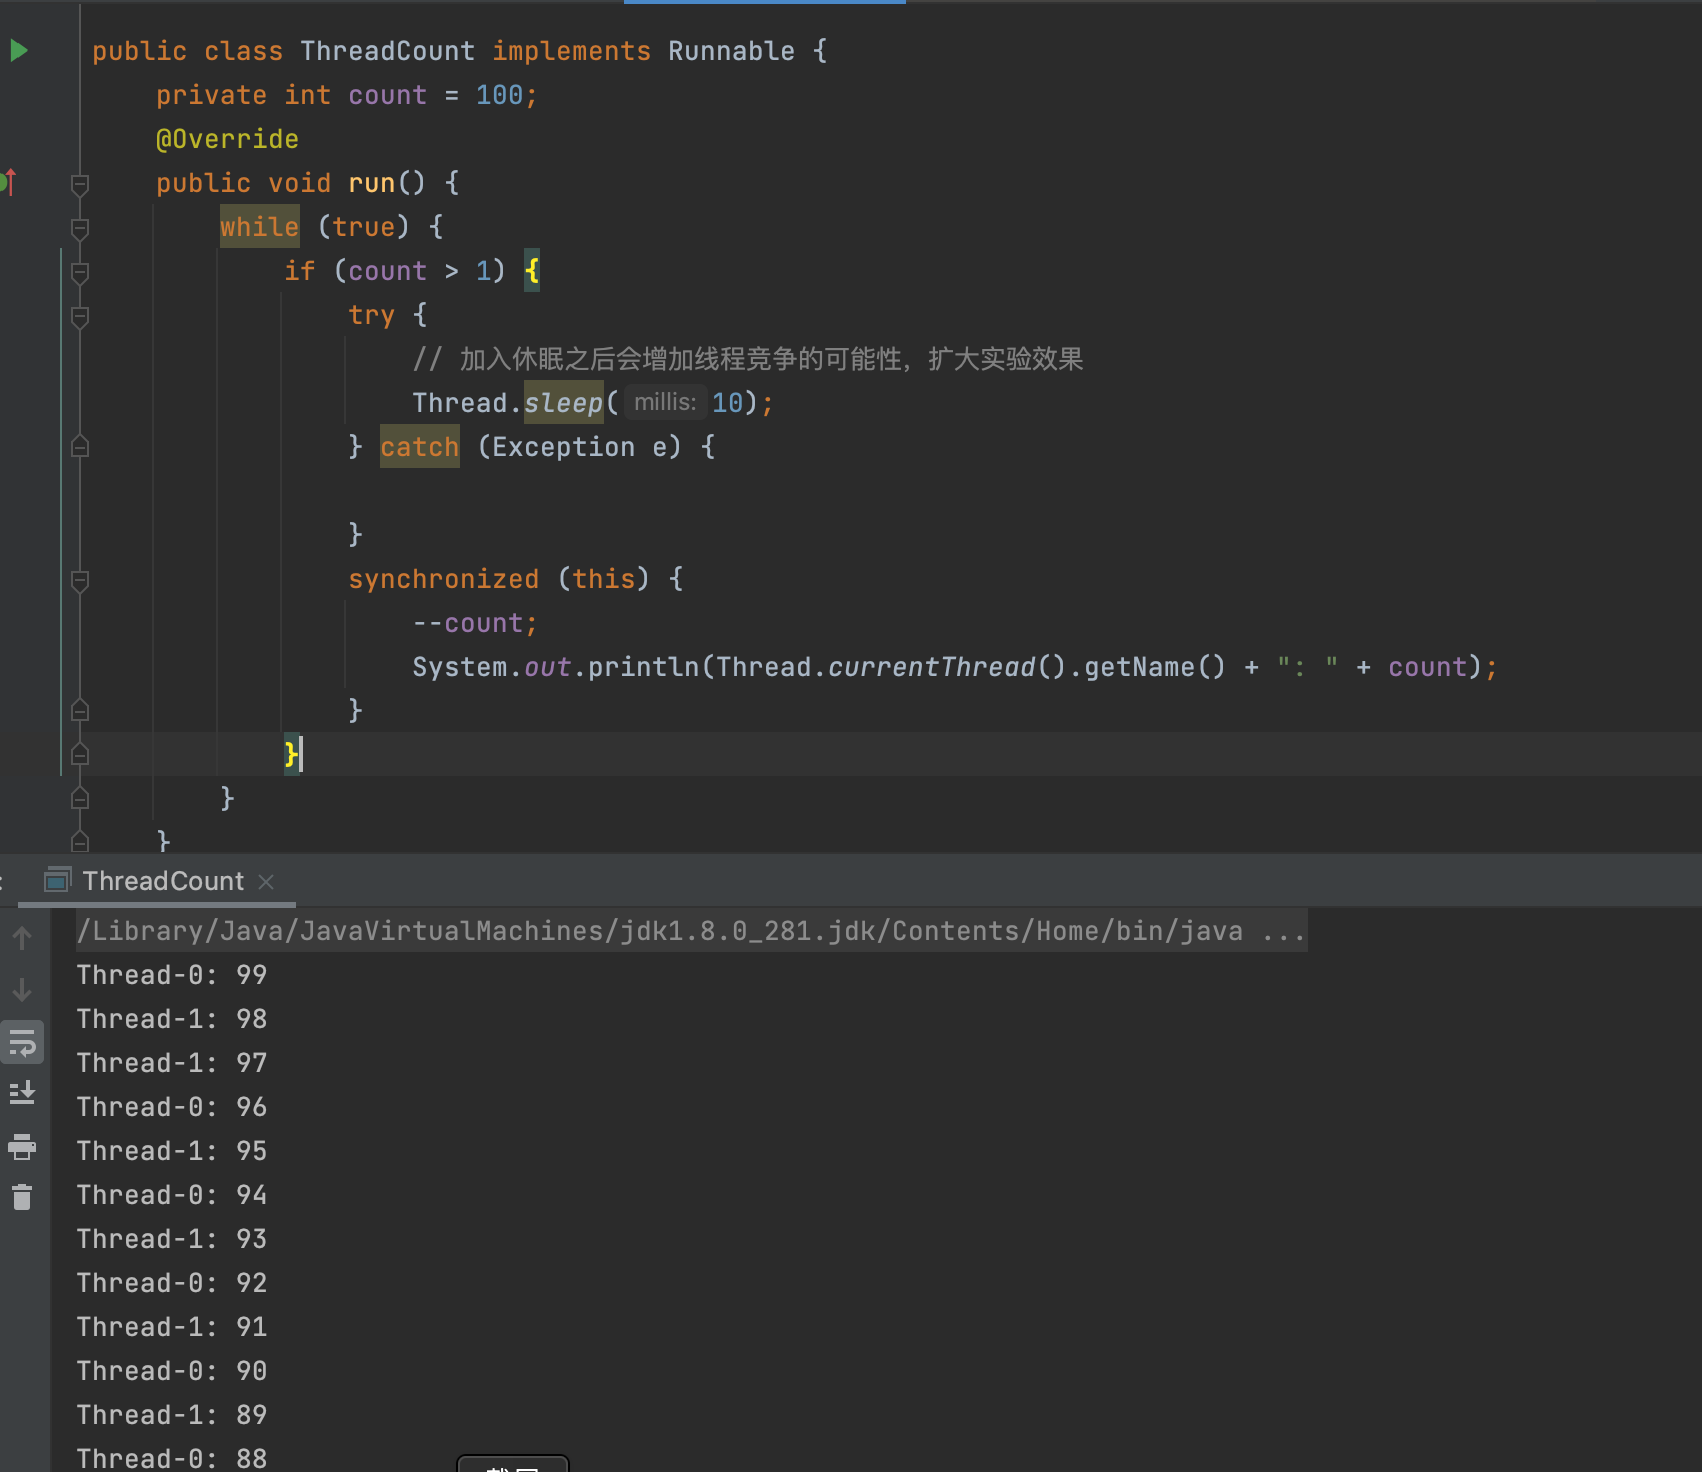 public class ThreadCount implements Runnable {
    private int count = 100;
    @Override
    public void run() {
        while (true) {
            if (count > 1) {
                try {
                    // 加入休眠之后会增加线程竞争的可能性，扩大实验效果
                    Thread.sleep( millis: 10);
                } catch (Exception e) {

                }
                synchronized (this) {
                    --count;
                    System.out.println(Thread.currentThread().getName() + ": " + count);
                }
            }
        }
    }
ThreadCount
/Library/Java/JavaVirtualMachines/jdk1.8.0_281.jdk/Contents/Home/bin/java ...
Thread-0: 99
Thread-1: 98
Thread-1: 97
Thread-0: 96
Thread-1: 95
Thread-0: 94
Thread-1: 93
Thread-0: 92
Thread-1: 91
Thread-0: 90
Thread-1: 89
Thread-0: 88